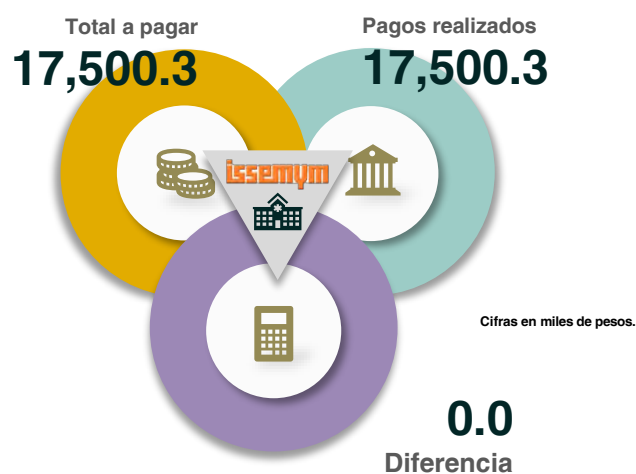 Total a pagar
17,500.3
Pagos realizados
17,500.3
issemym
Cifras en miles de pesos.
0.0
Diferencia